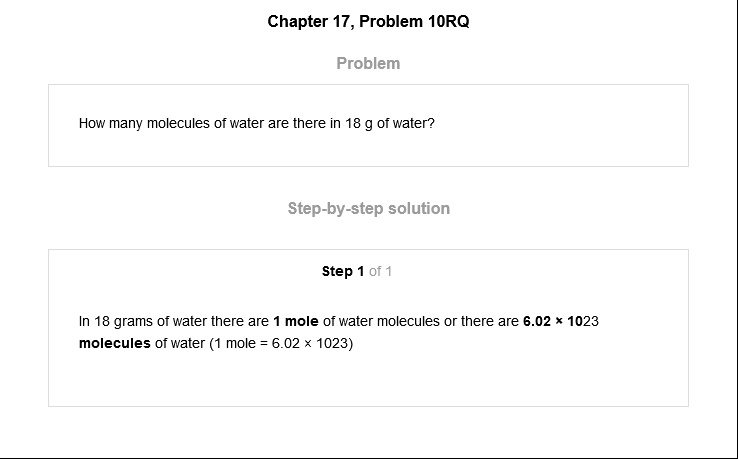 Chapter 17, Problem 10RQ
Problem
How many molecules of water are there in 18 g of water?
Step-by-step solution
Step 1 of 1
In 18 grams of water there are 1 mole of water molecules or there are 6.02 × 1023
molecules of water (1 mole = 6.02 × 1023)